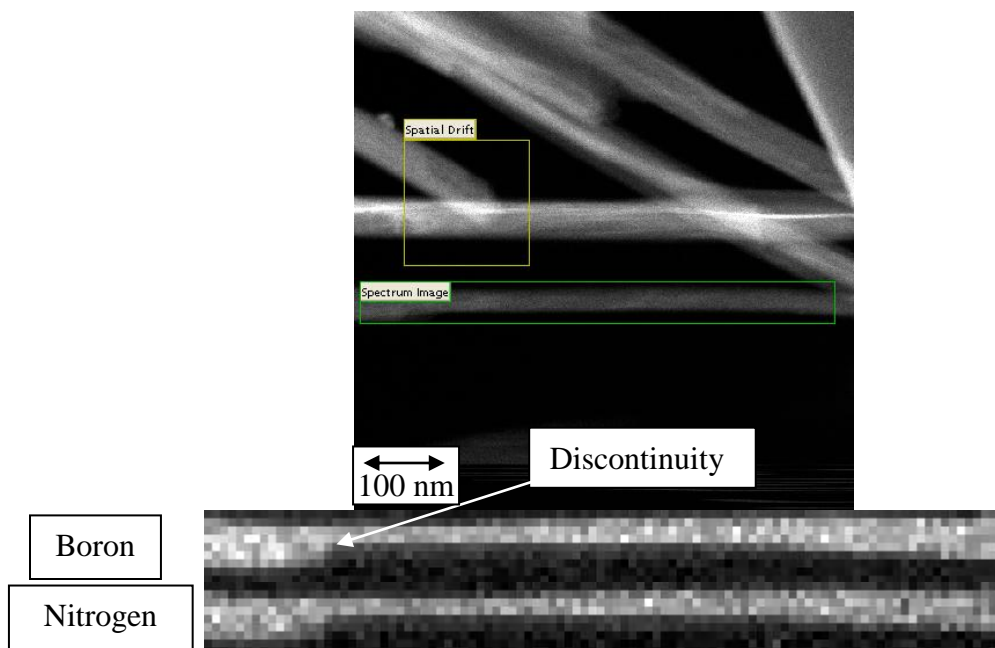 Spatial Drift
Spectrum Image
Discontinuity
100 nm
Boron
Nitrogen